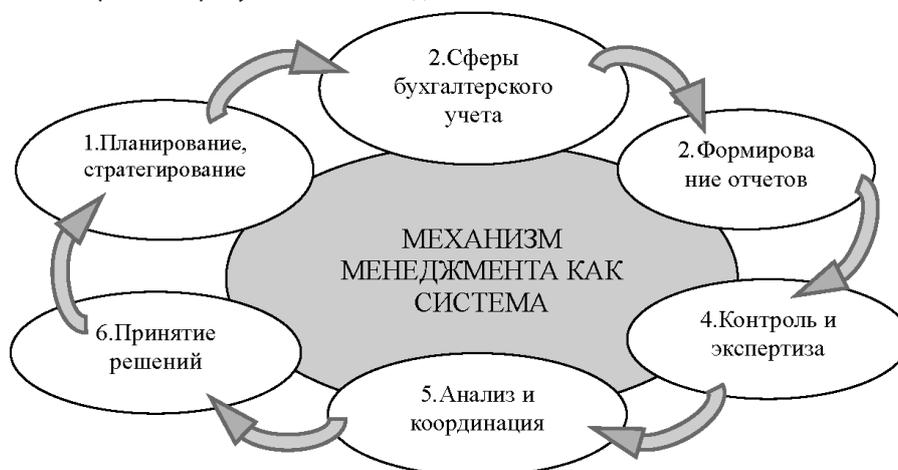 2.Сферы
бухгалтерского
учета
1.Планирование,
стратегирование
2.Формирова
ние отчетов
МЕХАНИЗМ
МЕНЕДЖМЕНТА КАК
СИСТЕМА
4.Контроль и
экспертиза
6.Принятие
решений
5.Анализ и
координация